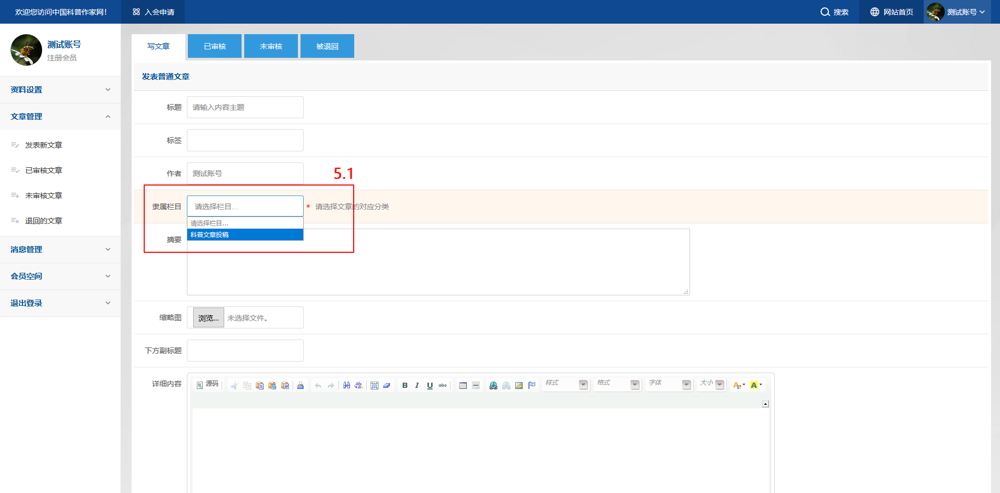 欢迎您访问中国科普作家网！
入会申请
搜索
网站首页
测试账号
测试账号
注册会员
资料设置
文章管理
发表新文章
已审核文章
未审核文章
退回的文章
消息管理
会员空间
退出登录
写文章
已审核
未审核
被退回
发表普通文章
标题
请输入内容主题
标签
作者
测试账号
5.1
隶属栏目
请选择栏目...
* 请选择文章的对应分类
请选择栏目...
科普文章投稿
摘要
缩略图
浏览...
未选择文件。
下方副标题
详细内容
源码
B I U abc
样式
格式
字体
大小